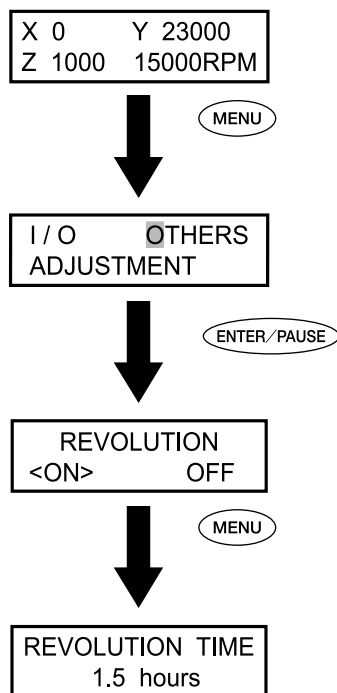 X 0 Y 23000
Z 1000 15000RPM
MENU
I / O OTHERS
ADJUSTMENT
ENTER/PAUSE
REVOLUTION
<ON> OFF
MENU
REVOLUTION TIME
1.5 hours